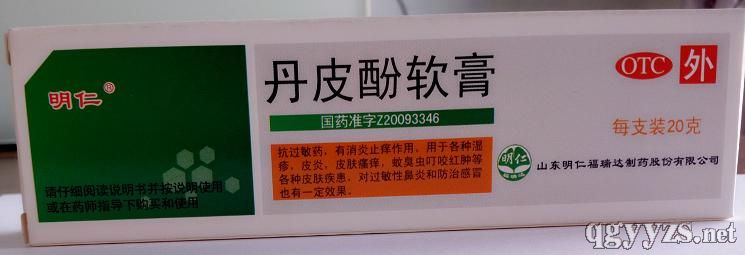 明仁®
丹皮酚软膏
国药准字Z20093346
抗过敏药，有消炎止痒作用。用于各种湿
疹，皮炎，皮肤瘙痒，蚊臭虫叮咬红肿等
各种皮肤疾患，对过敏性鼻炎和防治感冒
也有一定效果。
请仔细阅读说明书并按说明使用
或在药师指导下购买和使用
OTC
外
每支装20克
明仁
福瑞达
山东明仁福瑞达制药股份有限公司
qgyyzs.net